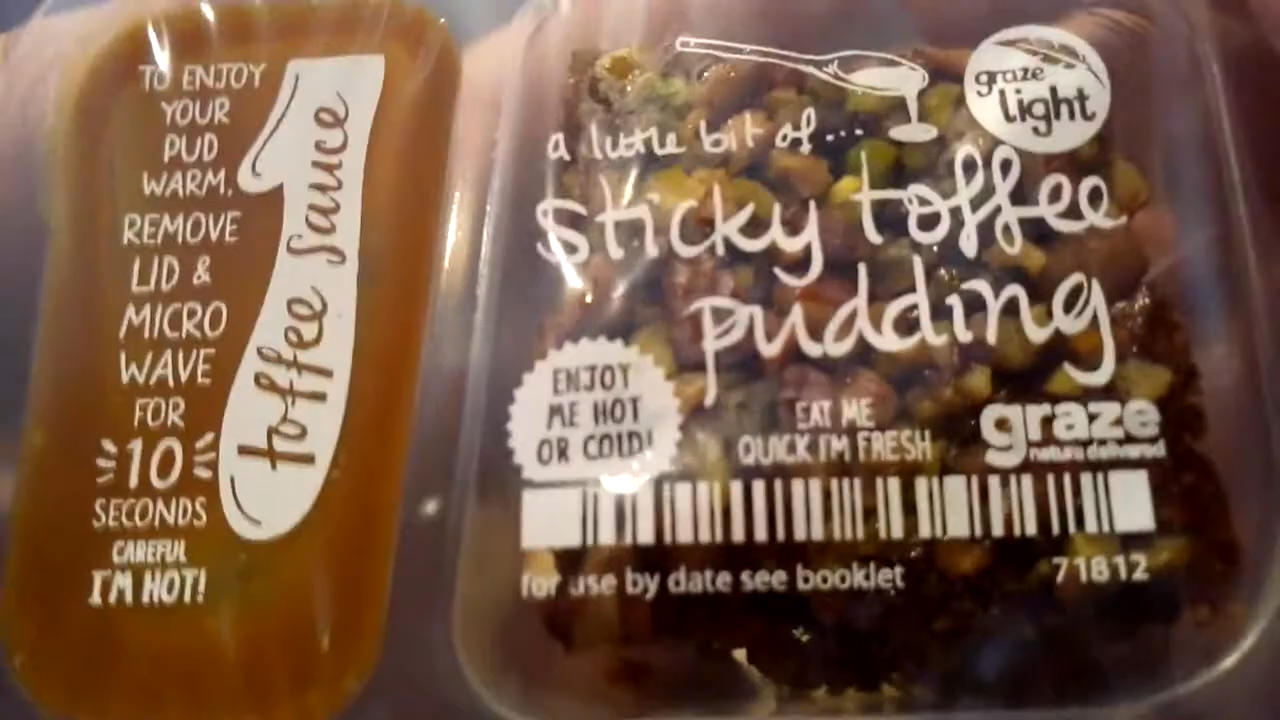 TO ENJOY
YOUR
PUD
WARM,
REMOVE
LID &
MICRO
WAVE
FOR
10
SECONDS
CAREFUL
I'M HOT!
toffee sauce
graze
light
a little bit of...
sticky toffee
pudding
ENJOY
ME HOT
OR COLD!
EAT ME
QUICK I'M FRESH
graze
nature delivered
for use by date see booklet
71812